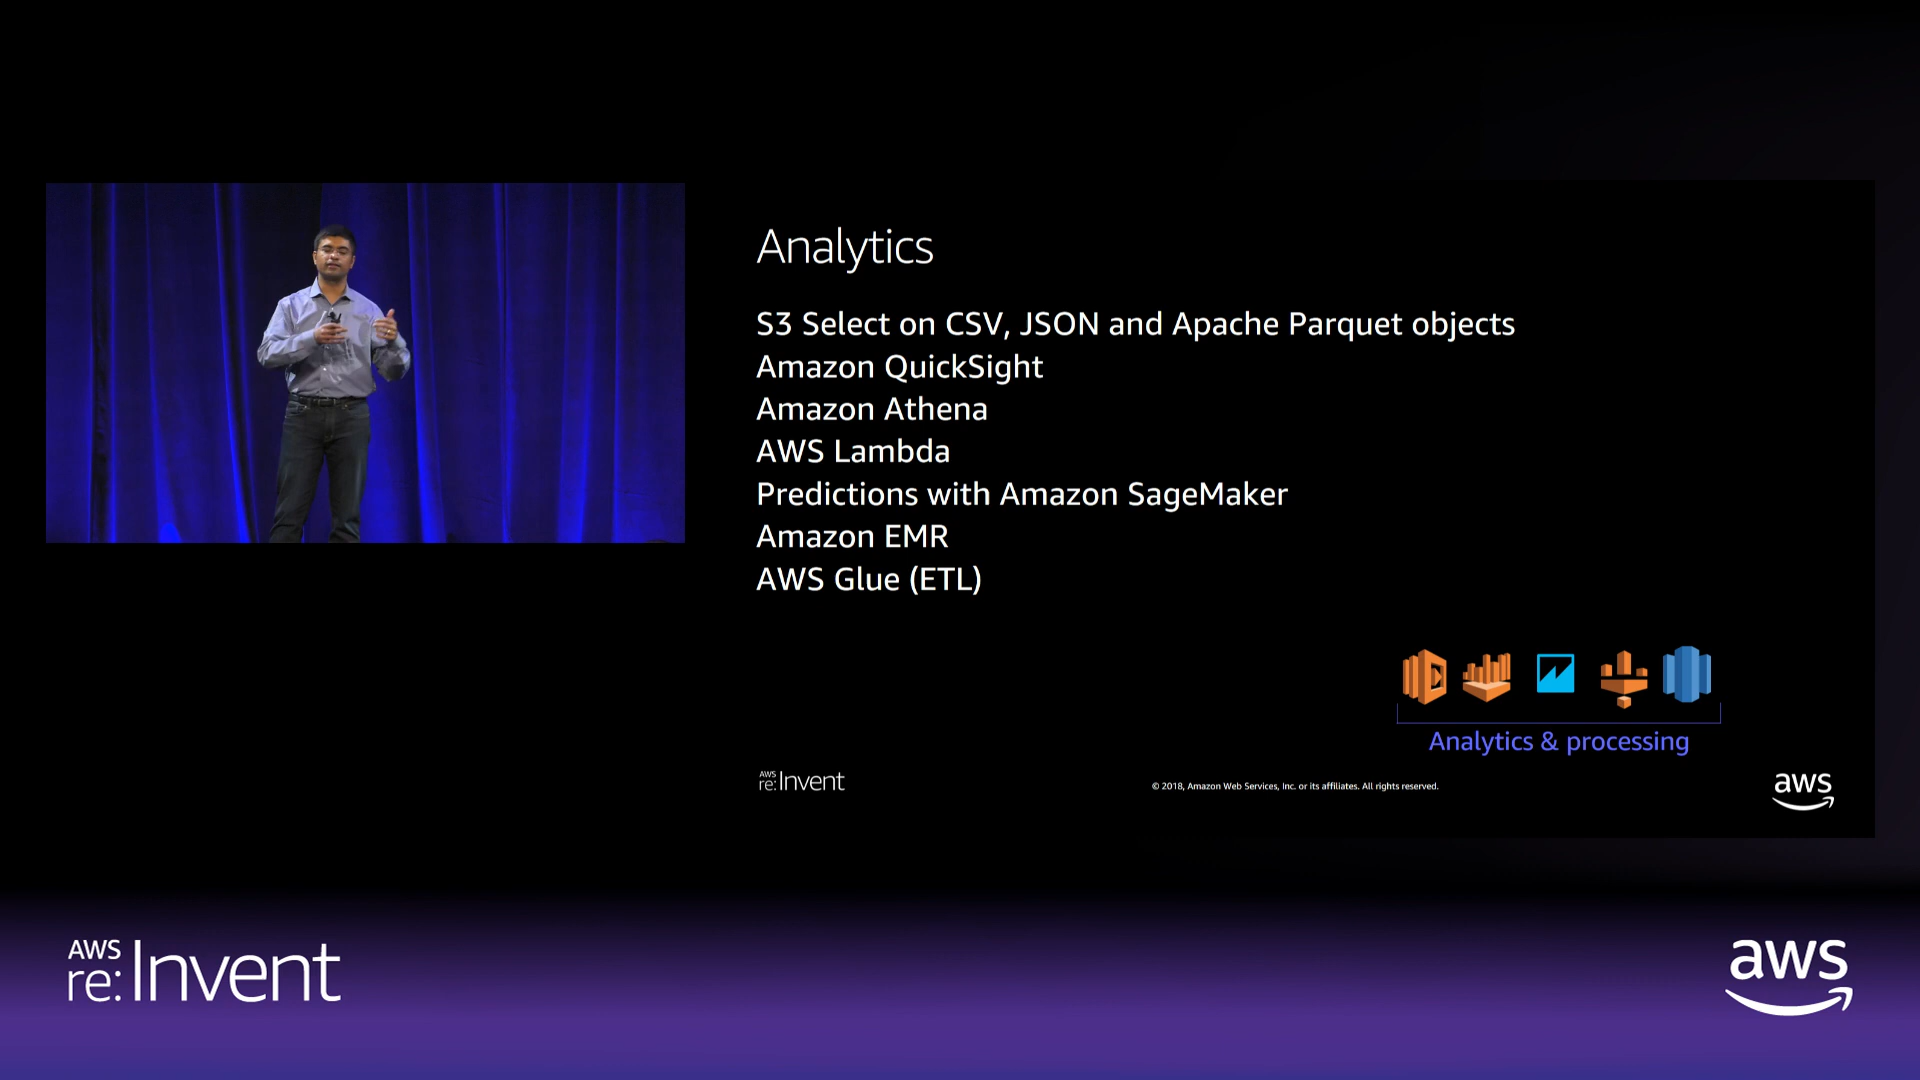 Analytics
S3 Select on CSV, JSON and Apache Parquet objects
Amazon QuickSight
Amazon Athena
AWS Lambda
Predictions with Amazon SageMaker
Amazon EMR
AWS Glue (ETL)
Analytics & processing
AWS
re:Invent
© 2018, Amazon Web Services, Inc. or its affiliates. All rights reserved.
aws
AWS
re:Invent
aws